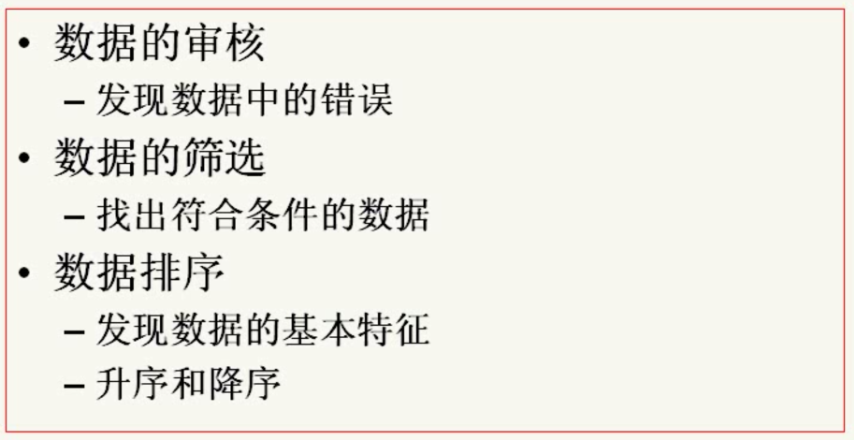 • 数据的审核
– 发现数据中的错误
• 数据的筛选
– 找出符合条件的数据
• 数据排序
– 发现数据的基本特征
– 升序和降序